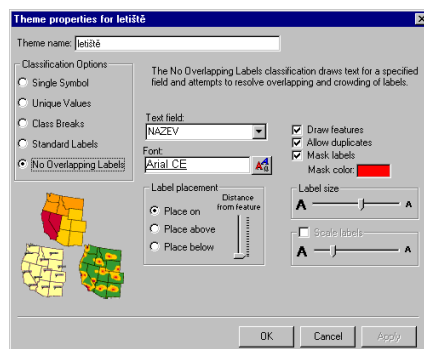 Theme properties for letiště
Theme name: letiště
Classification Options
Single Symbol
Unique Values
Class Breaks
Standard Labels
No Overlapping Labels
The No Overlapping Labels classification draws text for a specified
field and attempts to resolve overlapping and crowding of labels.
Text field:
NAZEV
Font:
Arial CE
Draw features
Allow duplicates
Mask labels
Mask color:
Label placement
Place on
Place above
Place below
Distance
from feature
Label size
A A
Scale labels
A A
OK Cancel Apply